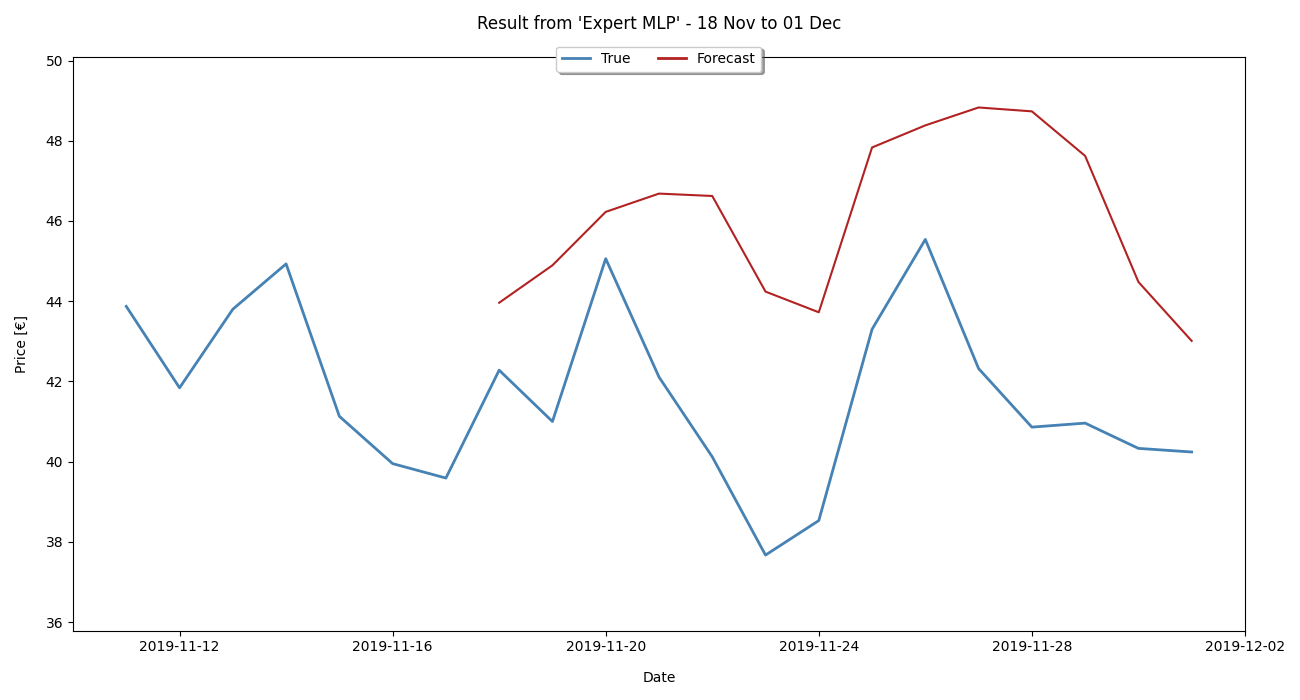 Result from 'Expert MLP' - 18 Nov to 01 Dec
True Forecast
50
48
46
44
42
40
38
36
Price [€]
2019-11-12 2019-11-16 2019-11-20 2019-11-24 2019-11-28 2019-12-02
Date